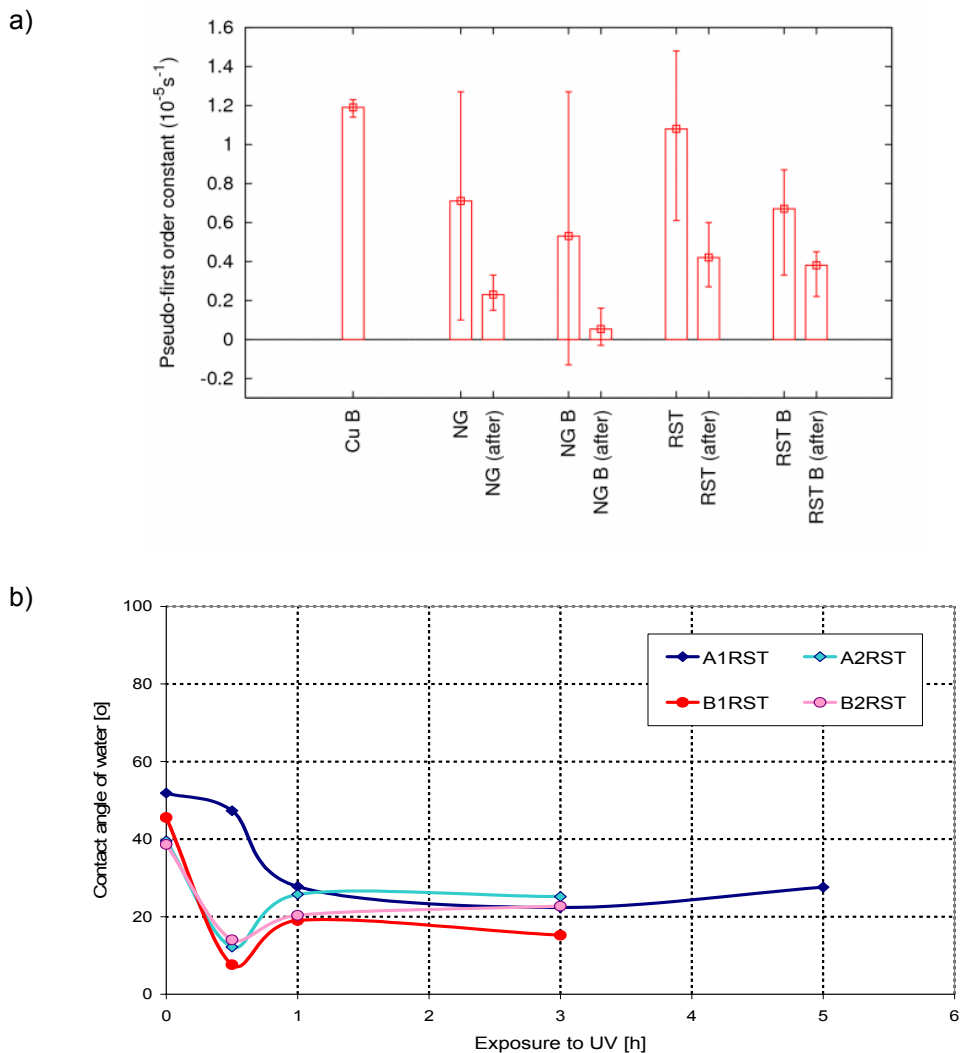 a)
Pseudo-first order constant (10⁻⁵s⁻¹)
1.6
1.4
1.2
1
0.8
0.6
0.4
0.2
0
-0.2
Cu B
NG
NG (after)
NG B
NG B (after)
RST
RST (after)
RST B
RST B (after)
b)
Contact angle of water [o]
100
80
60
40
20
0
A1RST
A2RST
B1RST
B2RST
0
1
2
3
4
5
6
Exposure to UV [h]